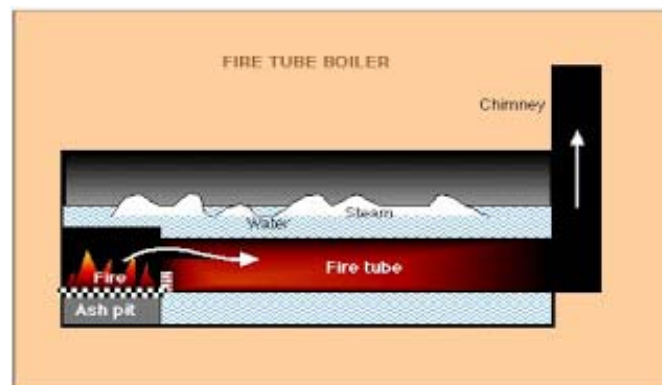 FIRE TUBE BOILER
Chimney
Steam
Water
Fire
Fire tube
Ash pit